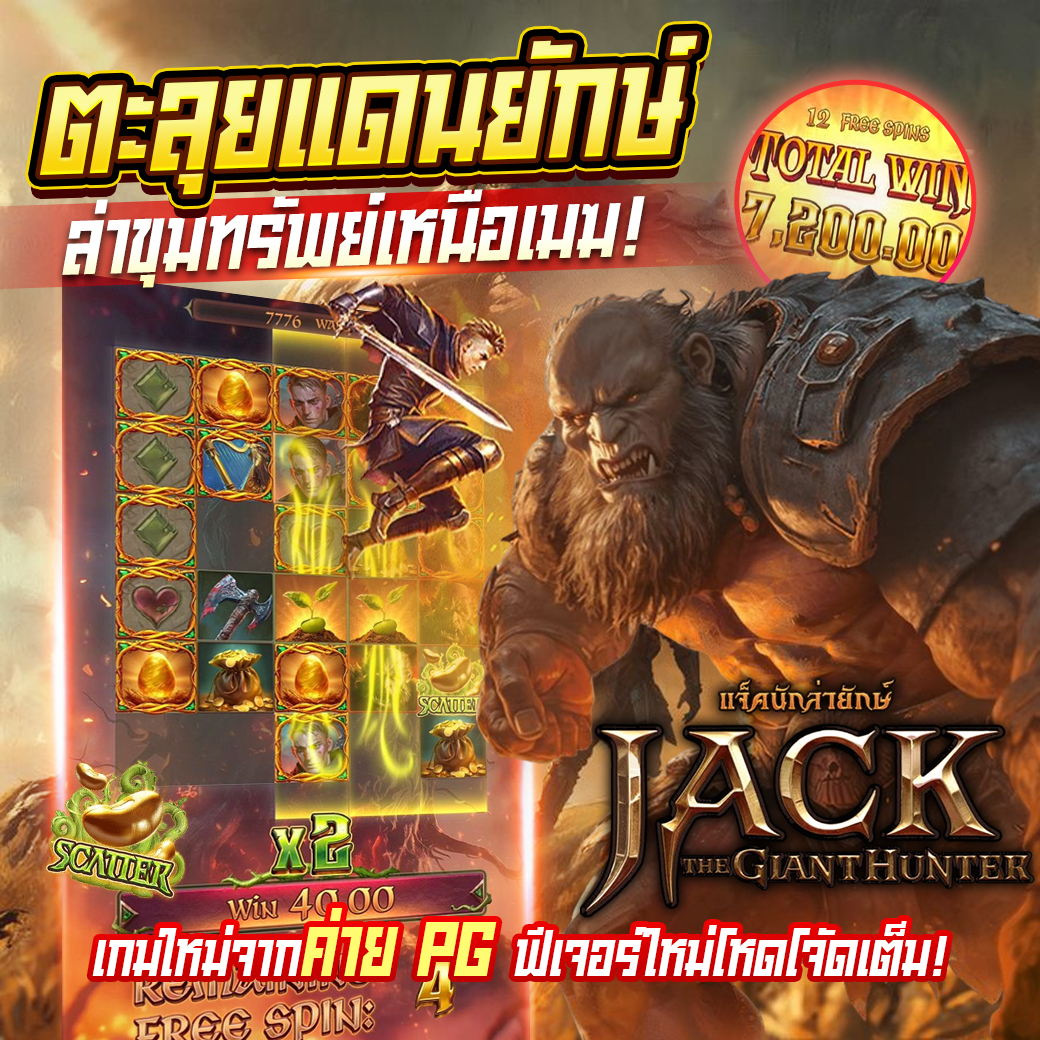 ตะลุยแดนยักษ์
ล่าขุมทรัพย์เหนือเมฆ!
12 FREE SPINS
TOTAL WIN
7,200.00
7776 WA
SCATTER
แจ็คนักล่ายักษ์
JACK
THE GIANT HUNTER
SCATTER
x2
WIN 40.00
เกมใหม่จากค่าย PG ฟีเจอร์ใหม่โหดโจัดเต็ม!
REMAINING
FREE SPIN: 4